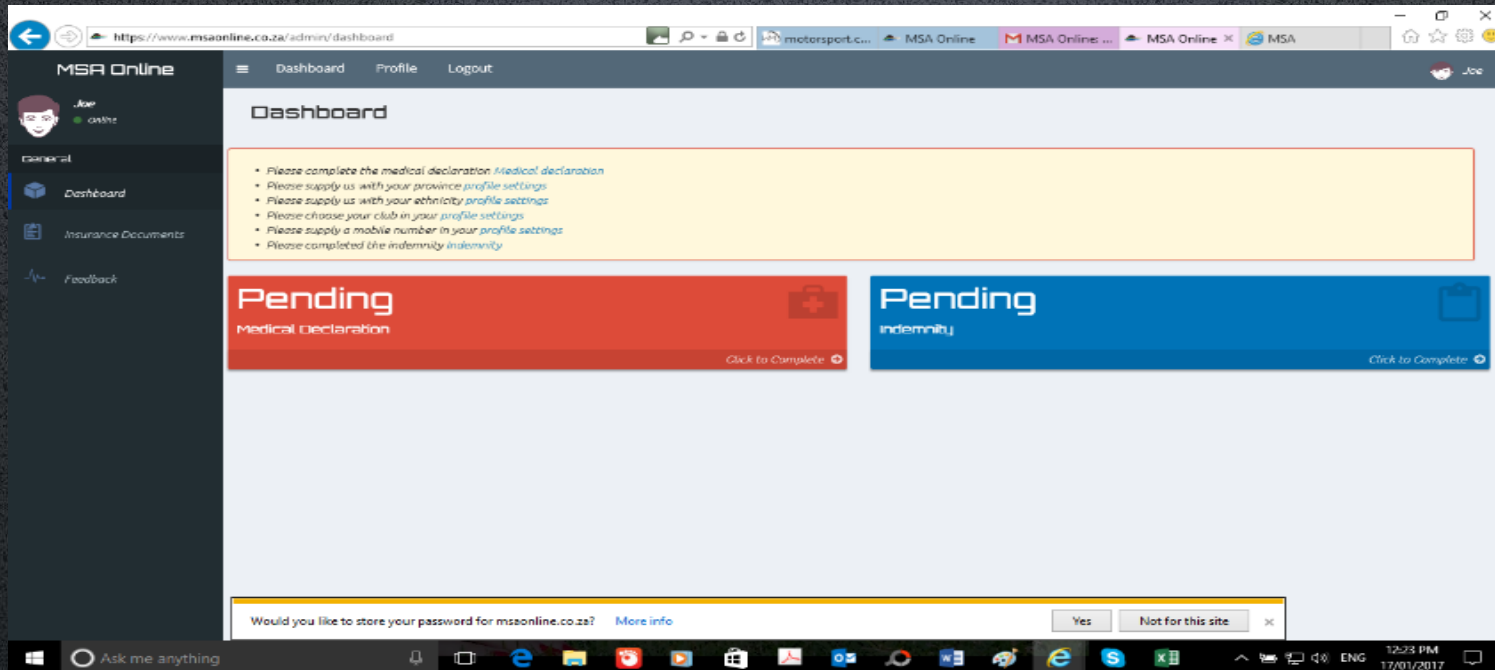 https://www.msaonline.co.za/admin/dashboard
motorsport.c...
MSA Online
MSA Online ...
MSA Online
MSA
MSA Online
Dashboard Profile Logout
Joe
Joe
online
Dashboard
General
Dashboard
Insurance Documents
Feedback
• Please complete the medical declaration Medical declaration
• Please supply us with your province profile settings
• Please supply us with your ethnicity profile settings
• Please choose your club in your profile settings
• Please supply a mobile number in your profile settings
• Please completed the indemnity indemnity
Pending
Medical Declaration
Click to Complete
Pending
Indemnity
Click to Complete
Would you like to store your password for msaonline.co.za? More info
Yes
Not for this site
Ask me anything
ENG
12:23 PM
17/01/2017